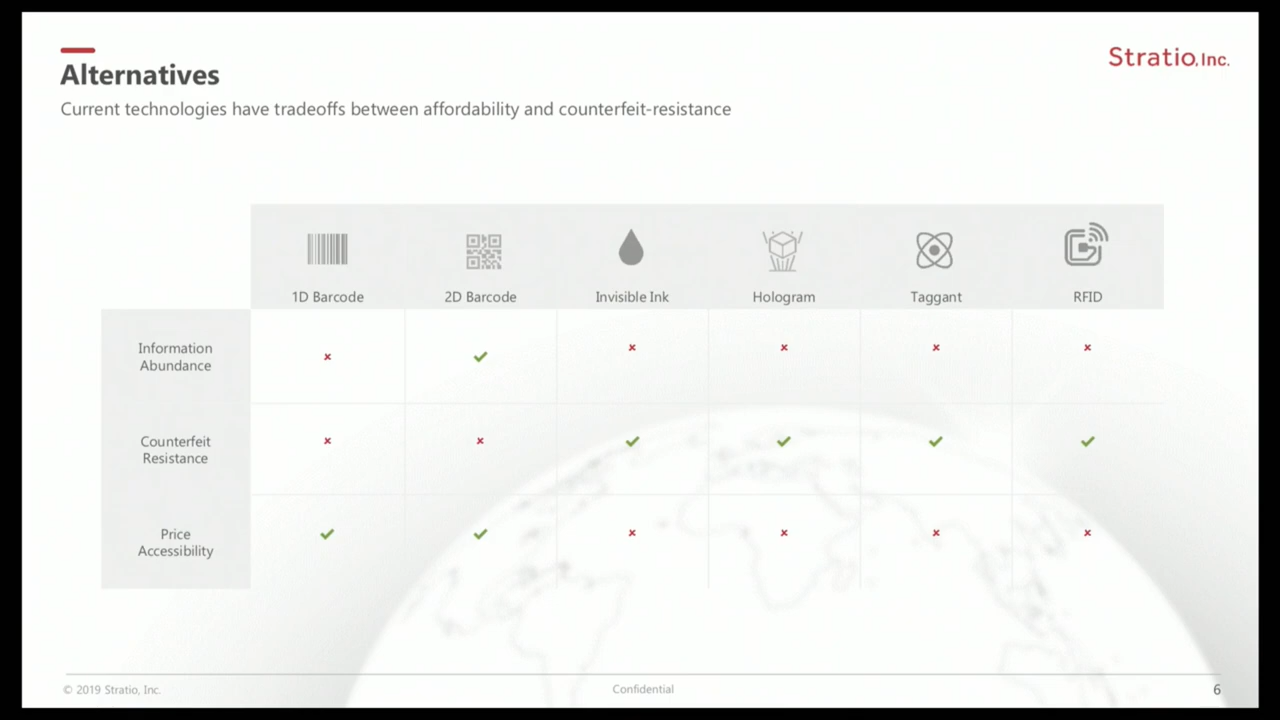 Alternatives
Stratio, Inc.
Current technologies have tradeoffs between affordability and counterfeit-resistance
1D Barcode
2D Barcode
Invisible Ink
Hologram
Taggant
RFID
Information
Abundance
Counterfeit
Resistance
Price
Accessibility
© 2019 Stratio, Inc.
Confidential
6